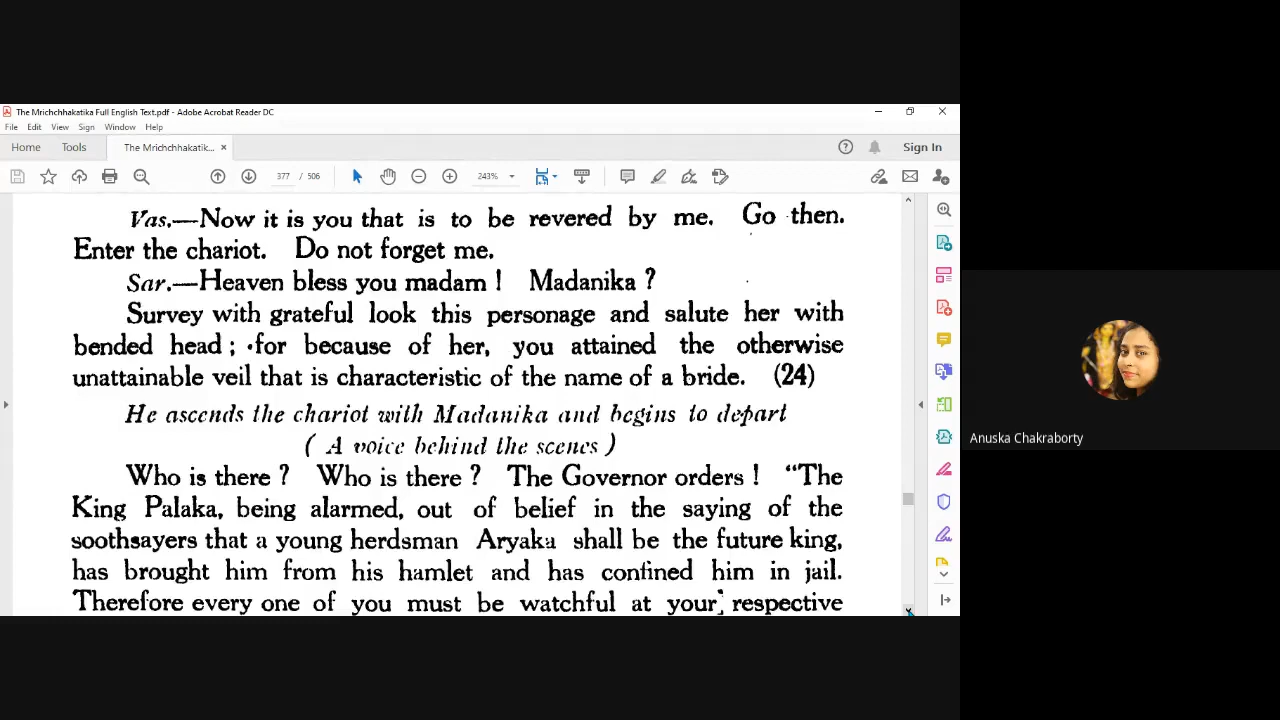 The Mrichchhakatika Full English Text.pdf - Adobe Acrobat Reader DC
File Edit View Sign Window Help
Home Tools The Mrichchhakatik... × Sign In
377 / 506 243%
Vas.—Now it is you that is to be revered by me. Go then.
Enter the chariot. Do not forget me.
Sar.—Heaven bless you madam ! Madanika ?
Survey with grateful look this personage and salute her with
bended head ; for because of her, you attained the otherwise
unattainable veil that is characteristic of the name of a bride. (24)
He ascends the chariot with Madanika and begins to depart
( A voice behind the scenes )
Who is there ? Who is there ? The Governor orders ! “The
King Palaka, being alarmed, out of belief in the saying of the
soothsayers that a young herdsman Aryaka shall be the future king,
has brought him from his hamlet and has confined him in jail.
Therefore every one of you must be watchful at your respective
Anuska Chakraborty